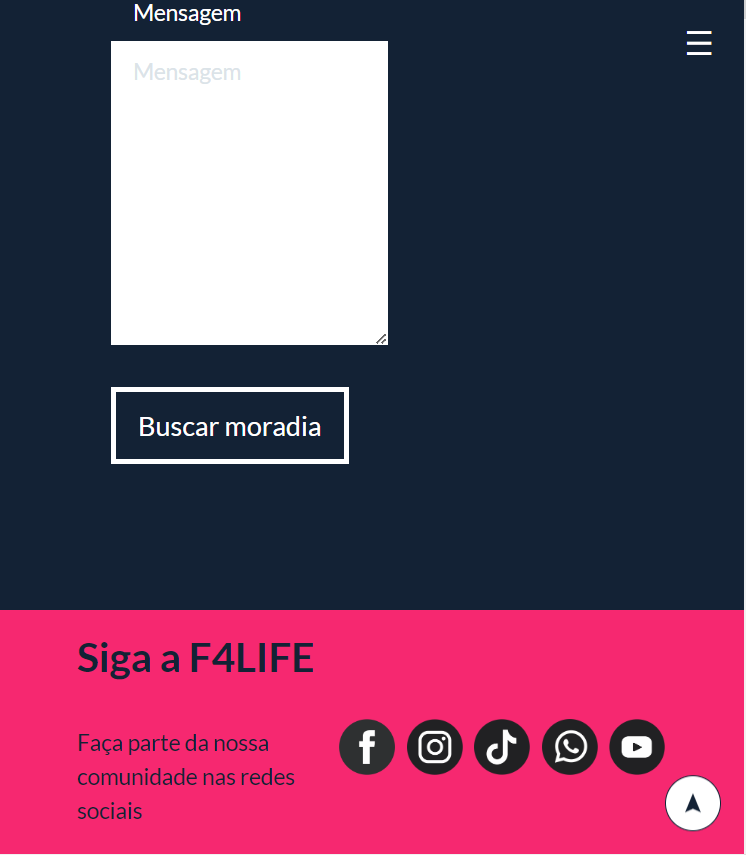 Mensagem
Mensagem
Buscar moradia
Siga a F4LIFE
Faça parte da nossa
comunidade nas redes
sociais